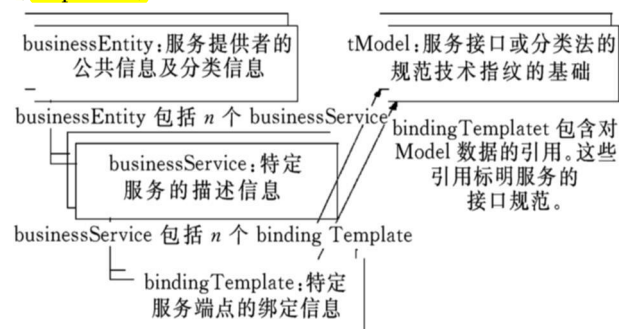 businessEntity:服务提供者的
公共信息及分类信息
tModel:服务接口或分类法的
规范技术指纹的基础
businessEntity 包括 n 个 businessService
bindingTemplatet 包含对
Model 数据的引用。这些
引用标明服务的
接口规范。
businessService:特定
服务的描述信息
businessService 包括 n 个 binding Template
bindingTemplate:特定
服务端点的绑定信息